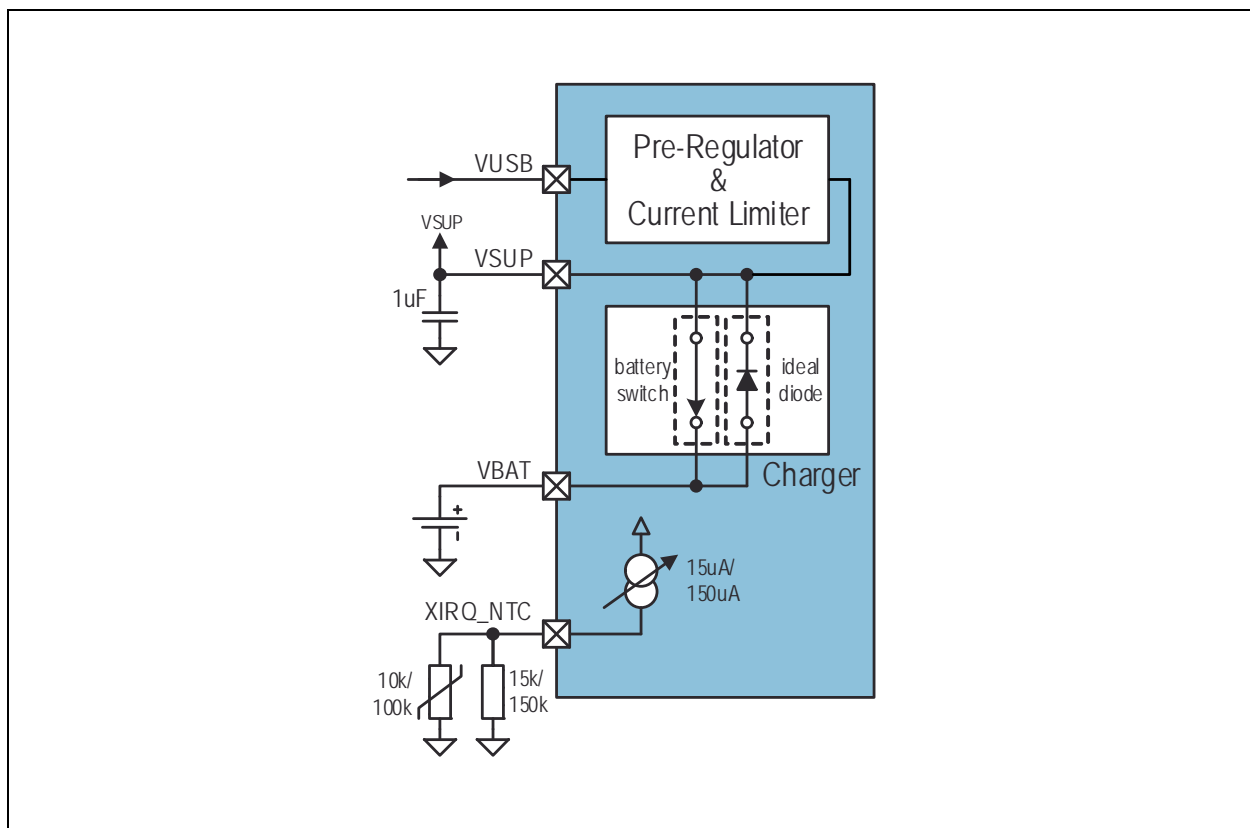 Pre-Regulator
&
Current Limiter
VUSB
VSUP
VSUP
1uF
battery
switch
ideal
diode
VBAT
Charger
+
15uA/
150uA
XIRQ_NTC
10k/
100k
15k/
150k